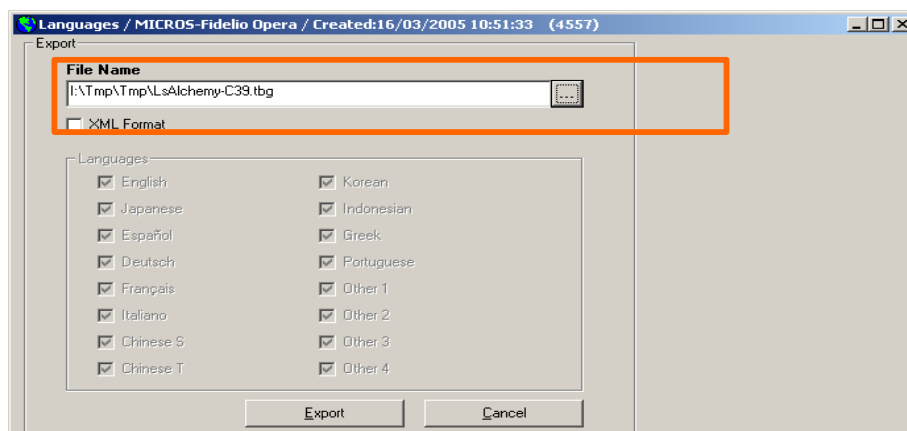 Languages / MICROS-Fidelio Opera / Created:16/03/2005 10:51:33 (4557)
Export
File Name
I:\Tmp\Tmp\LsAlchemy-C39.tbg
...
XML Format
Languages
English
Korean
Japanese
Indonesian
Español
Greek
Deutsch
Portuguese
Français
Other 1
Italiano
Other 2
Chinese S
Other 3
Chinese T
Other 4
Export
Cancel